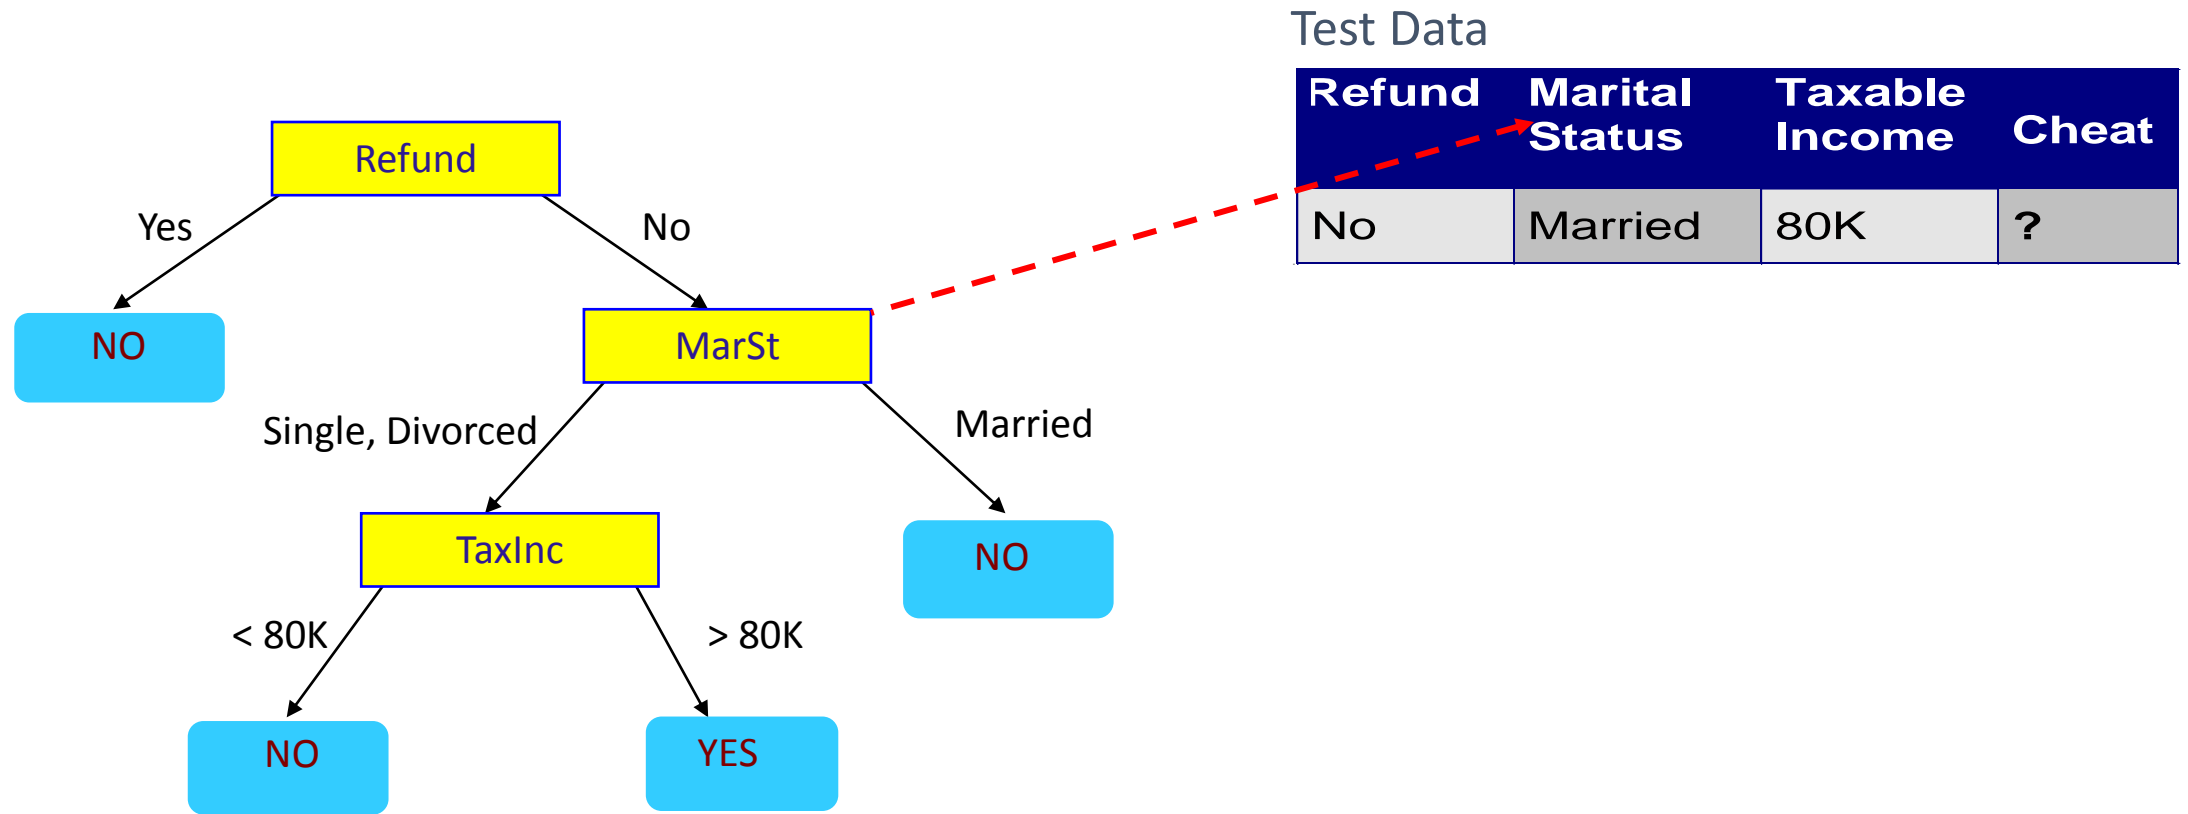 Test Data
Refund Marital Status Taxable Income Cheat
No Married 80K ?
Refund
Yes No
NO
MarSt
Single, Divorced Married
TaxInc
NO
< 80K > 80K
NO YES